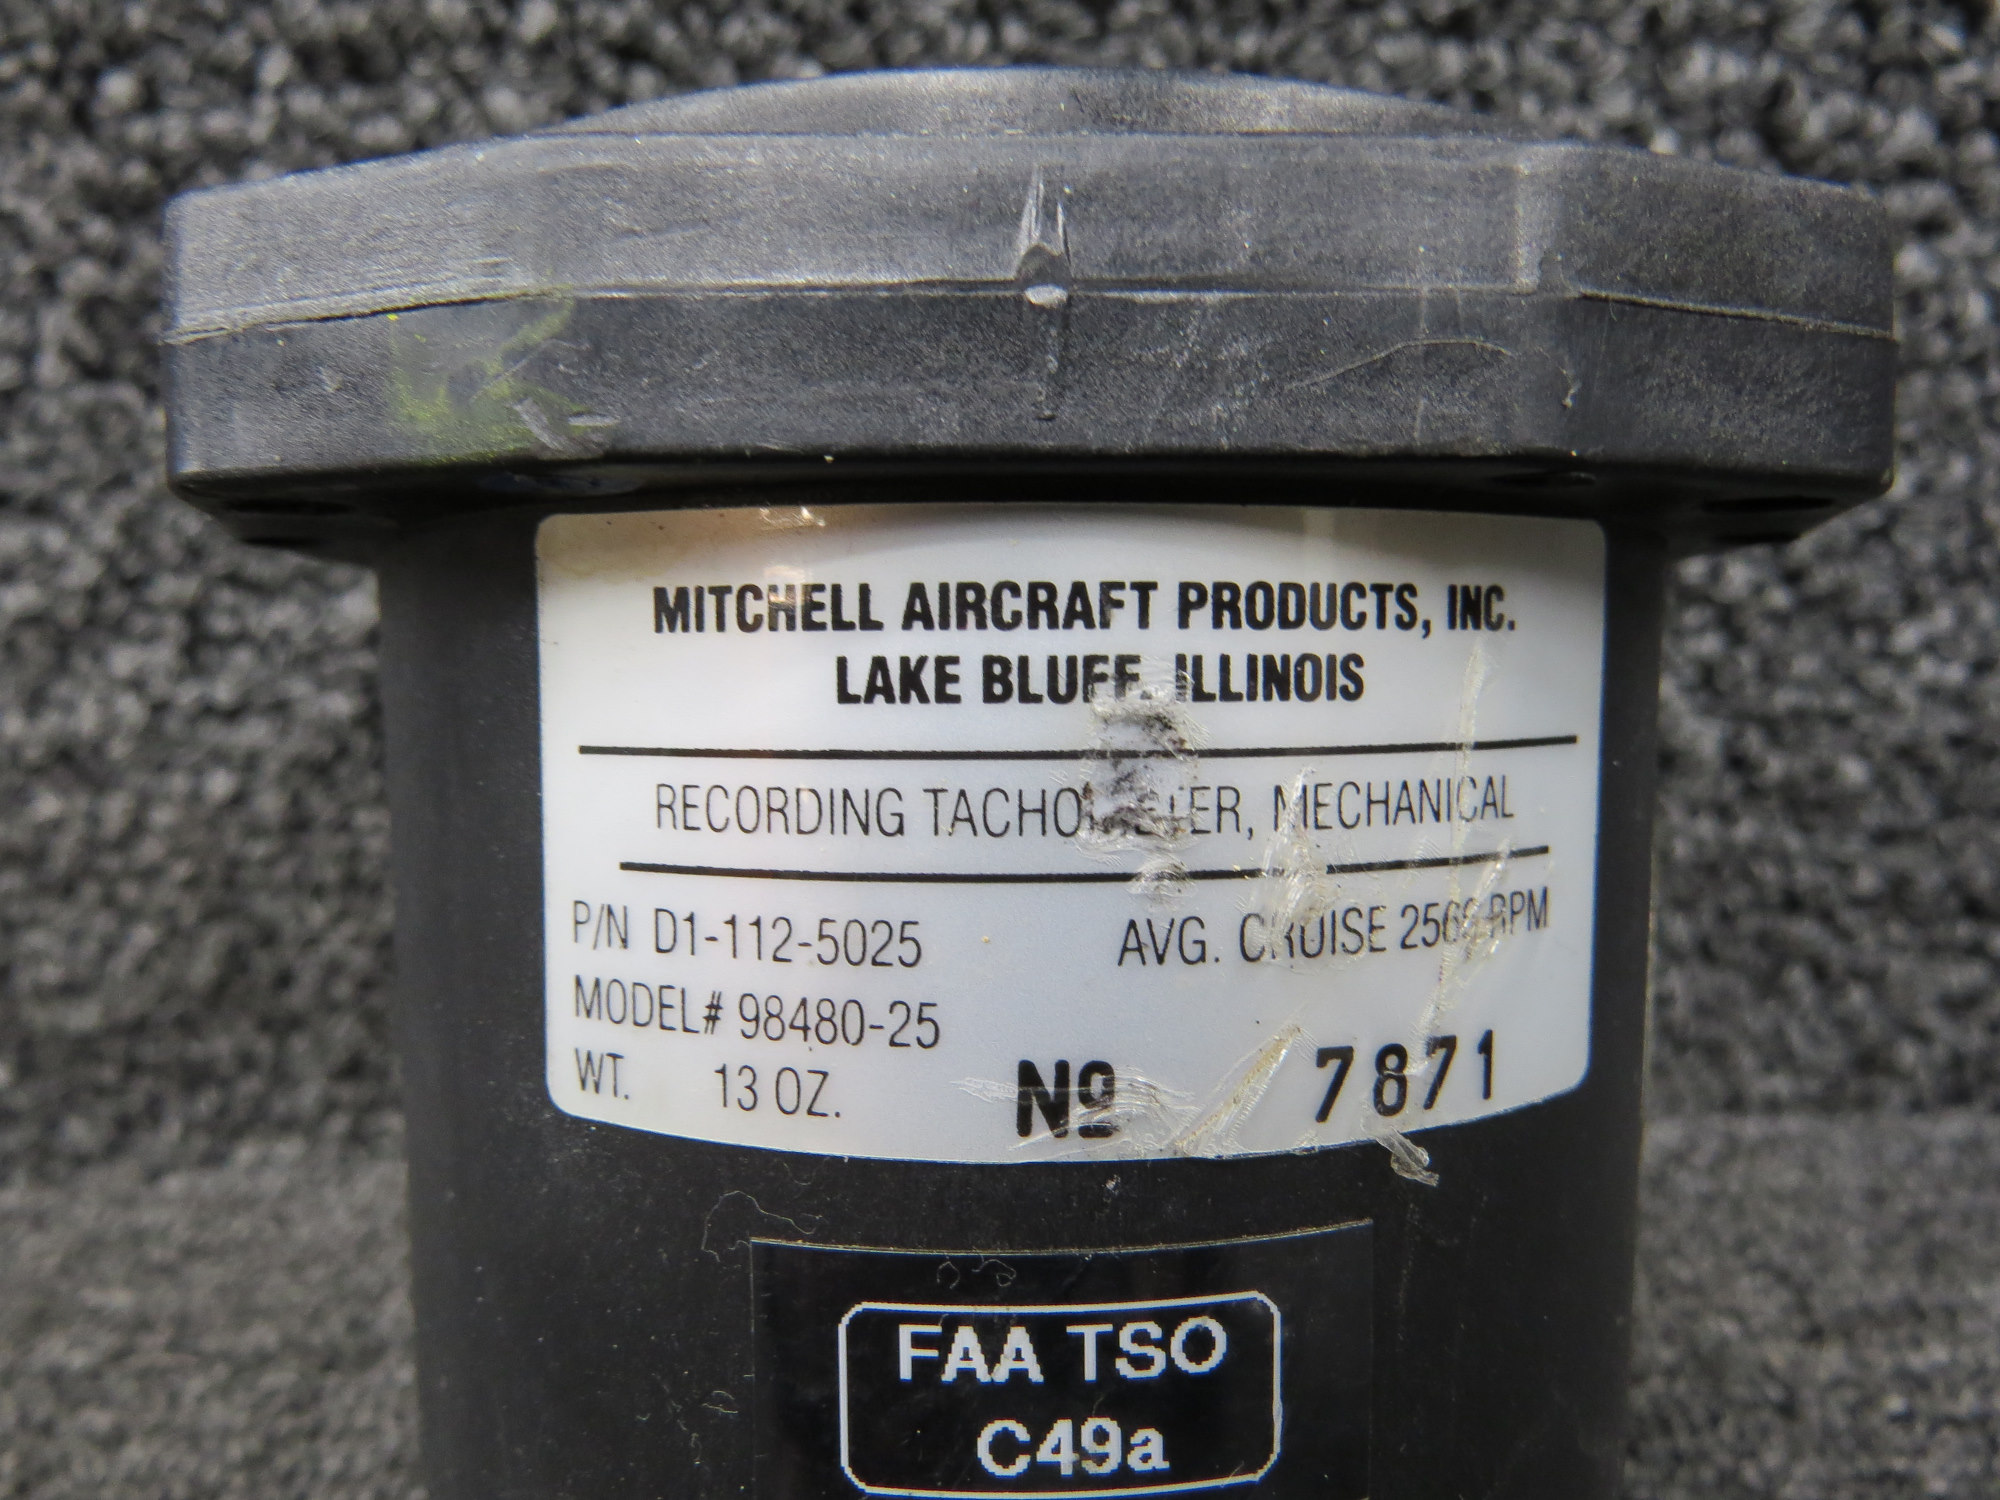 MITCHELL AIRCRAFT PRODUCTS, INC.
LAKE BLUFF, ILLINOIS
RECORDING TACHOMETER, MECHANICAL
P/N D1-112-5025
AVG. CRUISE RPM
MODEL# 98480-25
WT. 13 OZ.
Nº 7871
FAA TSO
C49a